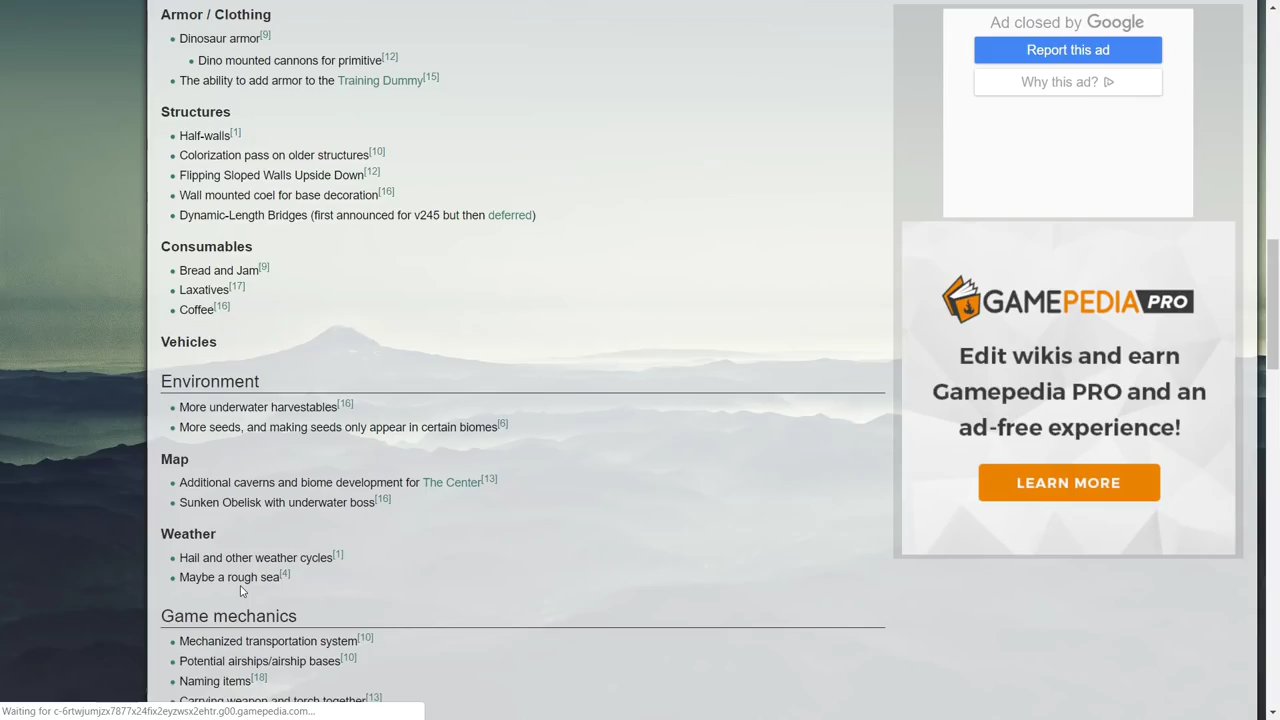 Armor / Clothing
Dinosaur armor[9]
Dino mounted cannons for primitive[12]
The ability to add armor to the Training Dummy[15]
Structures
Half-walls[1]
Colorization pass on older structures[10]
Flipping Sloped Walls Upside Down[12]
Wall mounted coel for base decoration[16]
Dynamic-Length Bridges (first announced for v245 but then deferred)
Consumables
Bread and Jam[9]
Laxatives[17]
Coffee[16]
Vehicles
Environment
More underwater harvestables[16]
More seeds, and making seeds only appear in certain biomes[6]
Map
Additional caverns and biome development for The Center[13]
Sunken Obelisk with underwater boss[16]
Weather
Hail and other weather cycles[1]
Maybe a rough sea[4]
Game mechanics
Mechanized transportation system[10]
Potential airships/airship bases[10]
Naming items[18]
Carrying weapon and torch together[13]
Waiting for c-6rtwjumjzx7877x24fix2eyzwsx2ehtr.g00.gamepedia.com...
Ad closed by Google
Report this ad
Why this ad?
GAMEPEDIA PRO
Edit wikis and earn
Gamepedia PRO and an
ad-free experience!
LEARN MORE